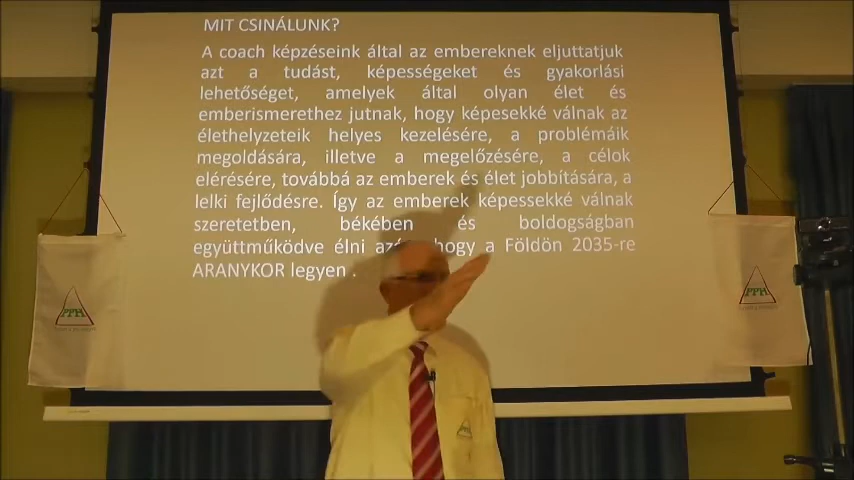 MIT CSINÁLUNK?
A coach képzéseink által az embereknek eljuttatjuk
azt a tudást, képességeket és gyakorlási
lehetőséget, amelyek által olyan élet és
emberismerethez jutnak, hogy képesekké válnak az
élethelyzeteik helyes kezelésére, a problémáik
megoldására, illetve a megelőzésére, a célok
elérésére, továbbá az emberek és élet jobbítására, a
lelki fejlődésre. Így az emberek képesekké válnak
szeretetben, békében és boldogságban
együttműködve élni azért, hogy a Földön 2035-re
ARANYKOR legyen .
PPH
PPH